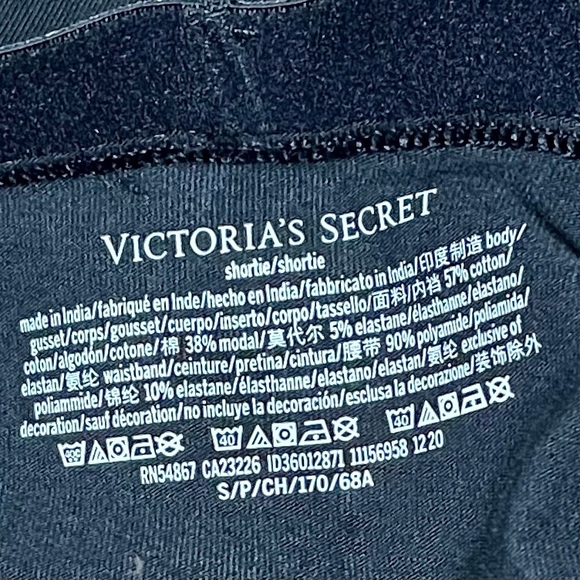 VICTORIA'S SECRET
shortie/shortie
made in India/fabriqué en Inde/hecho en India/fabbricato in India/印度制造 body/
gusset/corps/gousset/cuerpo/inserto/corpo/tassello/面料/内裆 57% cotton/
coton/algodón/cotone/棉 38% modal/莫代尔 5% elastane/élasthanne/elastano/
elastan/氨纶 waistband/ceinture/pretina/cintura/腰带 90% polyamide/poliamida/
poliammide/锦纶 10% elastane/élasthanne/elastano/elastan/氨纶 exclusive of
decoration/sauf décoration/no incluye la decoración/esclusa la decorazione/装饰除外
40 40
RN54867 CA23226 ID36012871 11156958 1220
S/P/CH/170/68A